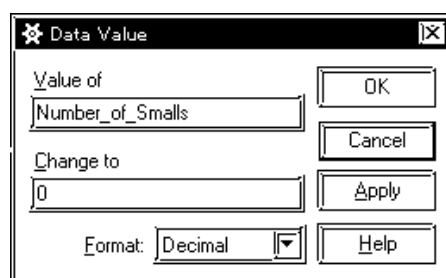 Data Value
Value of
Number_of_Smalls
OK
Cancel
Change to
0
Apply
Format: Decimal
Help